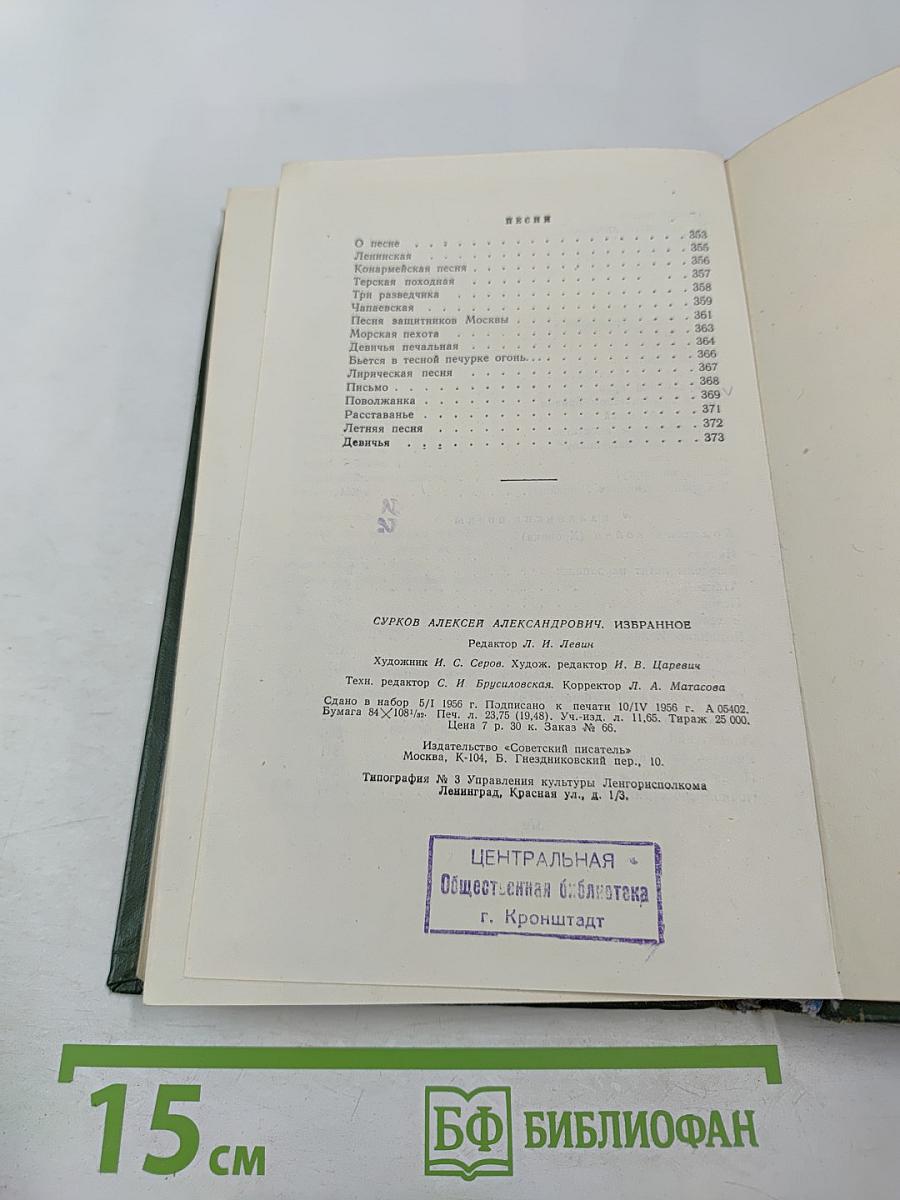 ПЕСНИ
О песне . . . . . . . . . . . . . . . . . . . . 353
Ленинская . . . . . . . . . . . . . . . . . . . 355
Конармейская песня . . . . . . . . . . . . . . . 356
Терская походная . . . . . . . . . . . . . . . . 357
Три разведчика . . . . . . . . . . . . . . . . . 358
Чапаевская . . . . . . . . . . . . . . . . . . . 359
Песня защитников Москвы . . . . . . . . . . . . . 361
Морская пехота . . . . . . . . . . . . . . . . . 363
Девичья печальная . . . . . . . . . . . . . . . . 364
Бьется в тесной печурке огонь... . . . . . . . . . 366
Лирическая песня . . . . . . . . . . . . . . . . 367
Письмо . . . . . . . . . . . . . . . . . . . . . 368
Поволжанка . . . . . . . . . . . . . . . . . . . 369
Расставанье . . . . . . . . . . . . . . . . . . . 371
Летняя песня . . . . . . . . . . . . . . . . . . 372
Девичья . . . . . . . . . . . . . . . . . . . . . 373
СУРКОВ АЛЕКСЕЙ АЛЕКСАНДРОВИЧ. ИЗБРАННОЕ
Редактор Л. И. Левин
Художник И. С. Серов. Худож. редактор И. В. Царевич
Техн. редактор С. И. Брусиловская. Корректор Л. А. Матасова
Сдано в набор 5/I 1956 г. Подписано к печати 10/IV 1956 г. А 05402.
Бумага 84×108¹/₃₂. Печ. л. 23,75 (19,48). Уч.-изд. л. 11,65. Тираж 25 000.
Цена 7 р. 30 к. Заказ № 66.
Издательство «Советский писатель»
Москва, К-104, Б. Гнездниковский пер., 10.
Типография № 3 Управления культуры Ленгорисполкома
Ленинград, Красная ул., д. 1/3.
ЦЕНТРАЛЬНАЯ
Общественная библиотека
г. Кронштадт
15 см
БФ БИБЛИОФАН